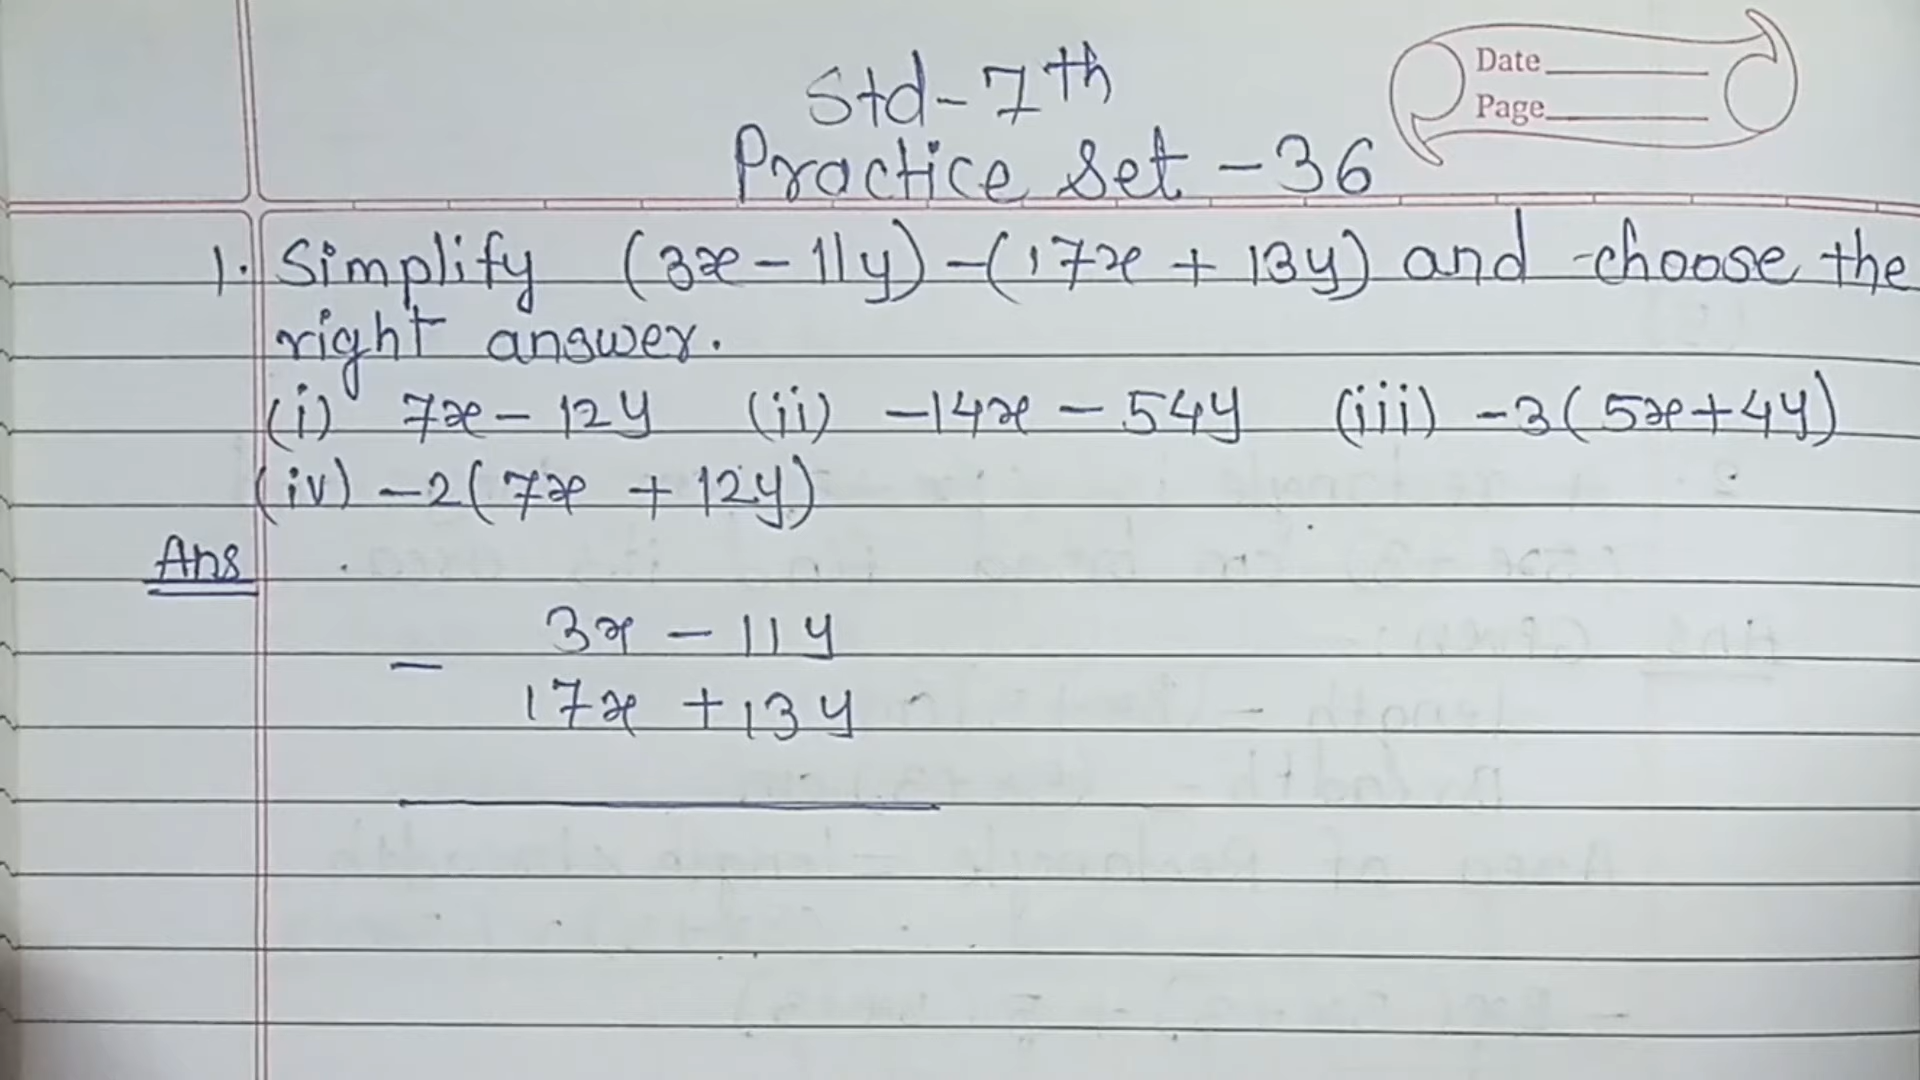 Std-7th
Date
Page
Practice Set - 36
1. Simplify (3x - 11y) - (17x + 13y) and choose the
right answer.
(i) 7x - 12y (ii) -14x - 54y (iii) -3(5x+4y)
(iv) -2(7x + 12y)
Ans
3x - 11y
-
17x + 13y